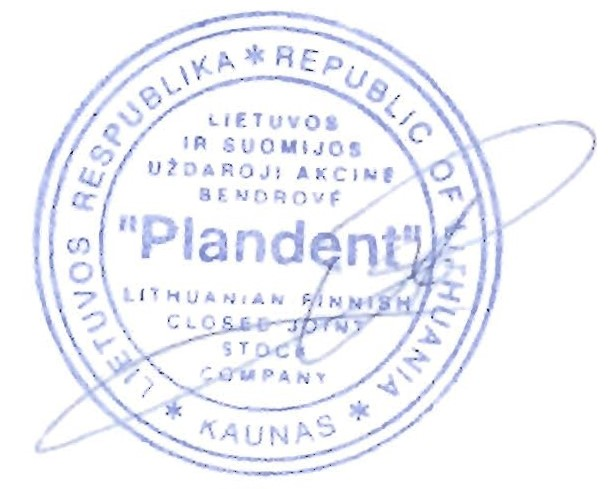 LIETUVOS RESPUBLIKA * REPUBLIC OF LITHUANIA * KAUNAS *
LIETUVOS
IR SUOMIJOS
UŽDAROJI AKCINĖ
BENDROVĖ
"Plandent"
LITHUANIAN FINNISH
CLOSED JOINT
STOCK
COMPANY